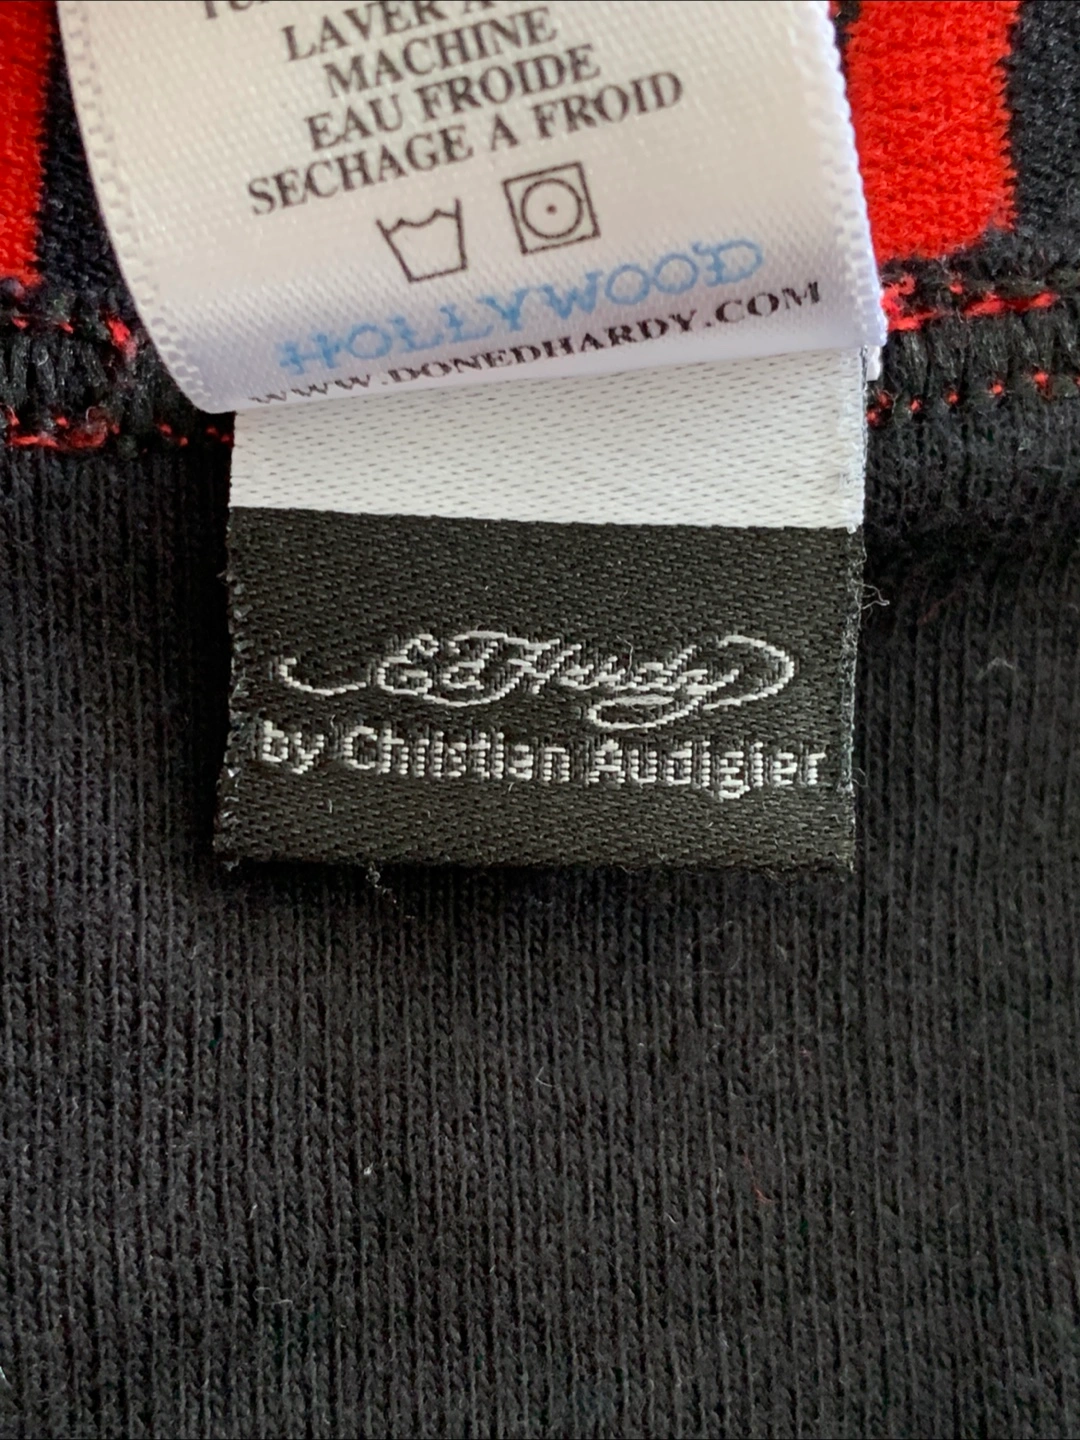 LAVER A
MACHINE
EAU FROIDE
SECHAGE A FROID
HOLLYWOOD
WWW.DONEDHARDY.COM
Ed Hardy
by Christian Audigier